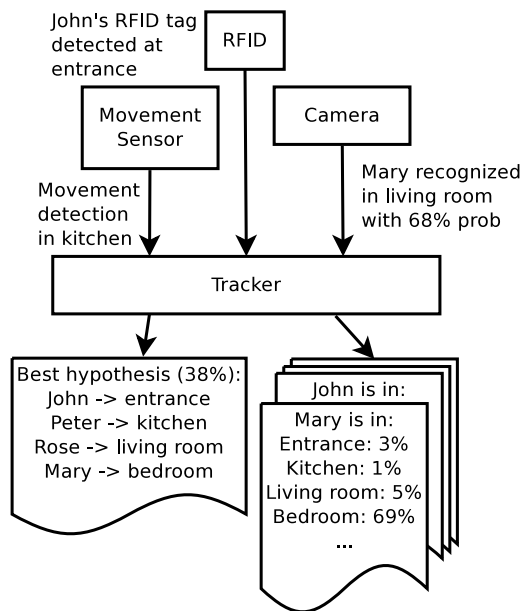 John's RFID tag
detected at
entrance
RFID
Movement
Sensor
Camera
Movement
detection
in kitchen
Mary recognized
in living room
with 68% prob
Tracker
Best hypothesis (38%):
John -> entrance
Peter -> kitchen
Rose -> living room
Mary -> bedroom
John is in:
Mary is in:
Entrance: 3%
Kitchen: 1%
Living room: 5%
Bedroom: 69%
...